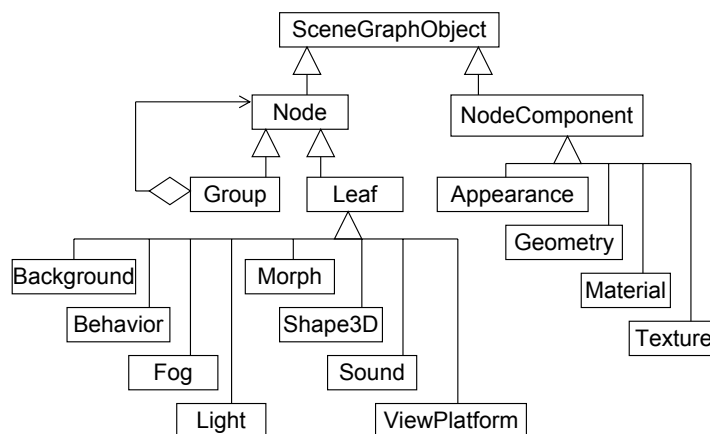 SceneGraphObject
Node
NodeComponent
Group
Leaf
Appearance
Geometry
Background
Morph
Material
Behavior
Shape3D
Texture
Fog
Sound
Light
ViewPlatform